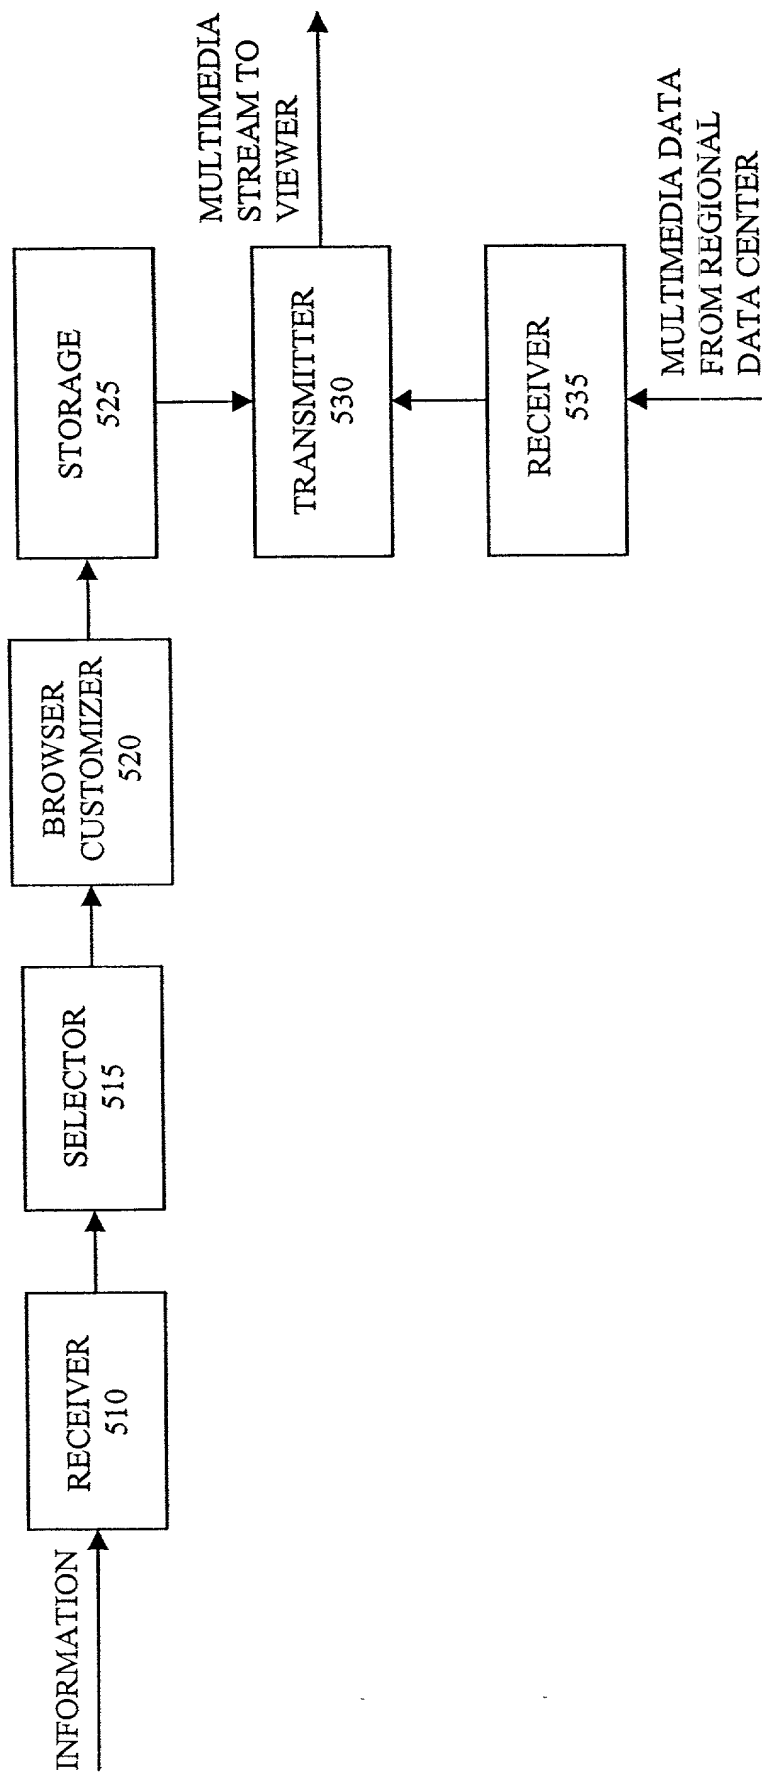 INFORMATION
RECEIVER
510
SELECTOR
515
BROWSER
CUSTOMIZER
520
STORAGE
525
MULTIMEDIA
STREAM TO
VIEWER
TRANSMITTER
530
RECEIVER
535
MULTIMEDIA DATA
FROM REGIONAL
DATA CENTER